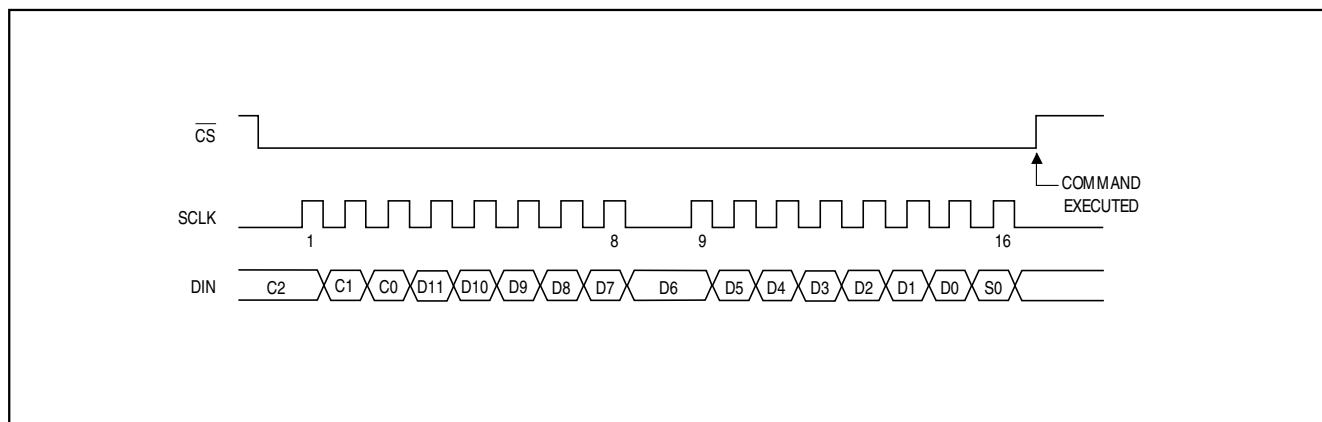 CS
COMMAND
EXECUTED
SCLK
1 8 9 16
DIN C2 C1 C0 D11 D10 D9 D8 D7 D6 D5 D4 D3 D2 D1 D0 S0